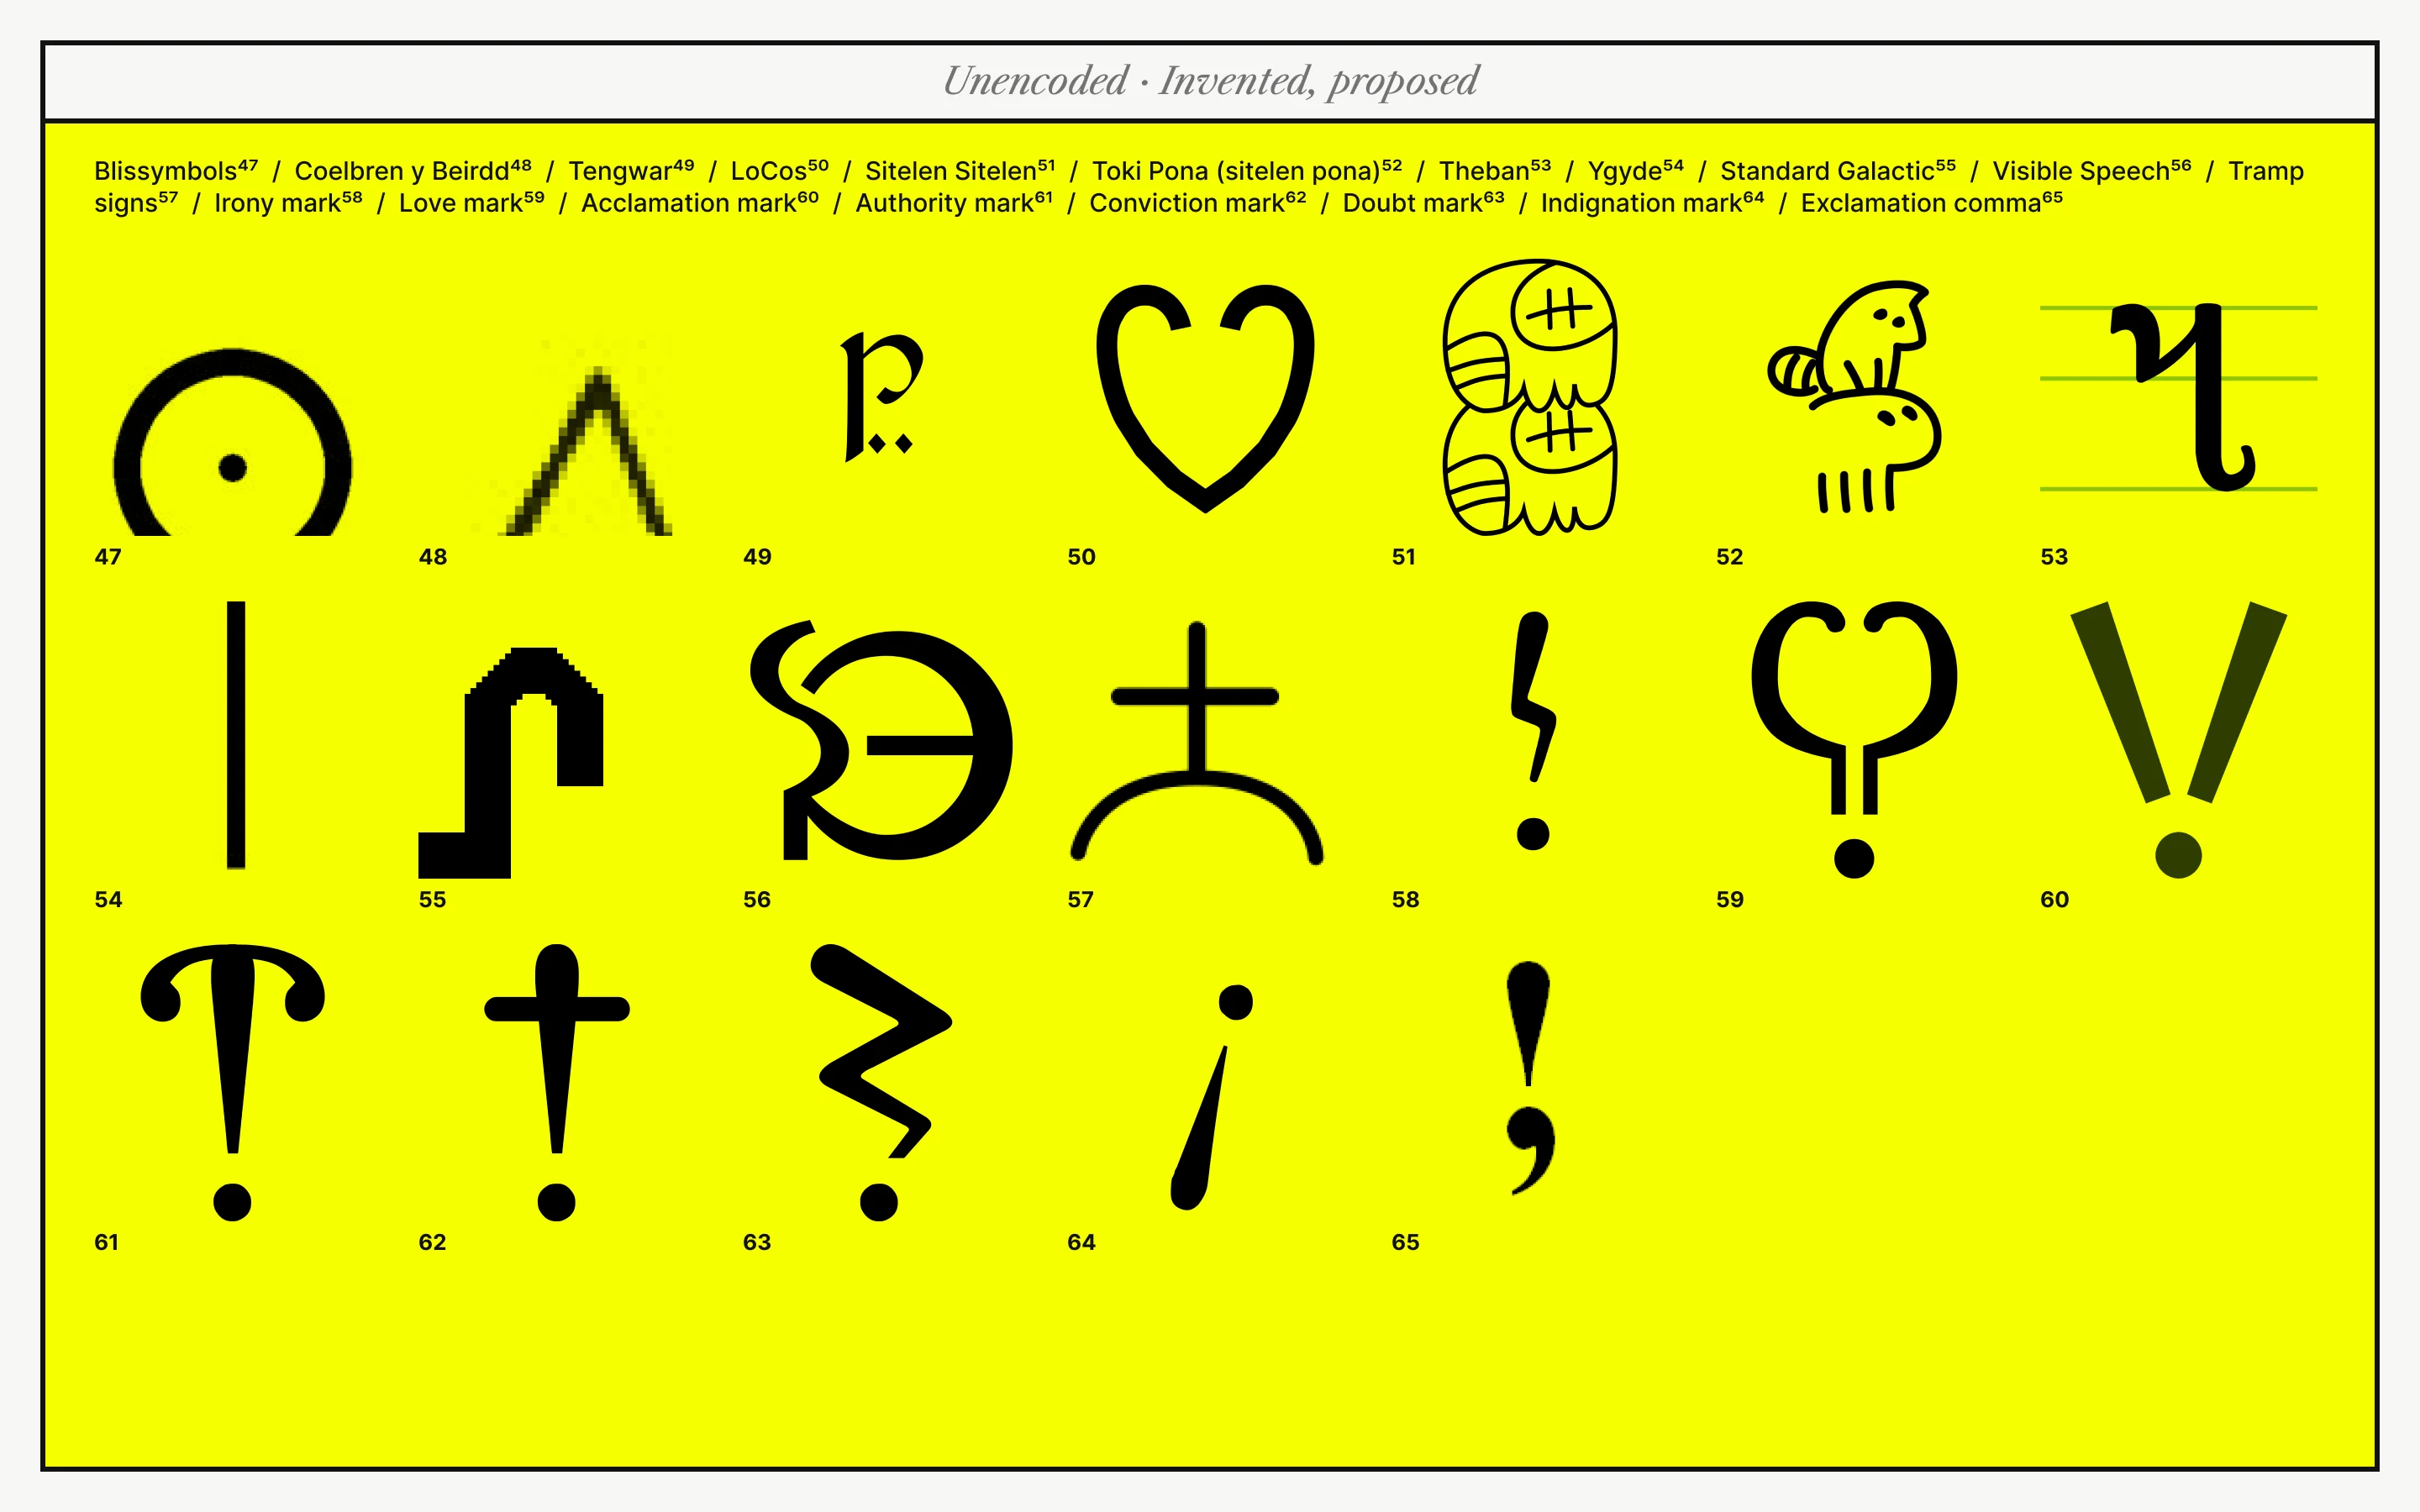 Unencoded · Invented, proposed
Blissymbols⁴⁷ / Coelbren y Beirdd⁴⁸ / Tengwar⁴⁹ / LoCos⁵⁰ / Sitelen Sitelen⁵¹ / Toki Pona (sitelen pona)⁵² / Theban⁵³ / Ygyde⁵⁴ / Standard Galactic⁵⁵ / Visible Speech⁵⁶ / Tramp
signs⁵⁷ / Irony mark⁵⁸ / Love mark⁵⁹ / Acclamation mark⁶⁰ / Authority mark⁶¹ / Conviction mark⁶² / Doubt mark⁶³ / Indignation mark⁶⁴ / Exclamation comma⁶⁵
47 48 49 50 51 52 53
54 55 56 57 58 59 60
61 62 63 64 65